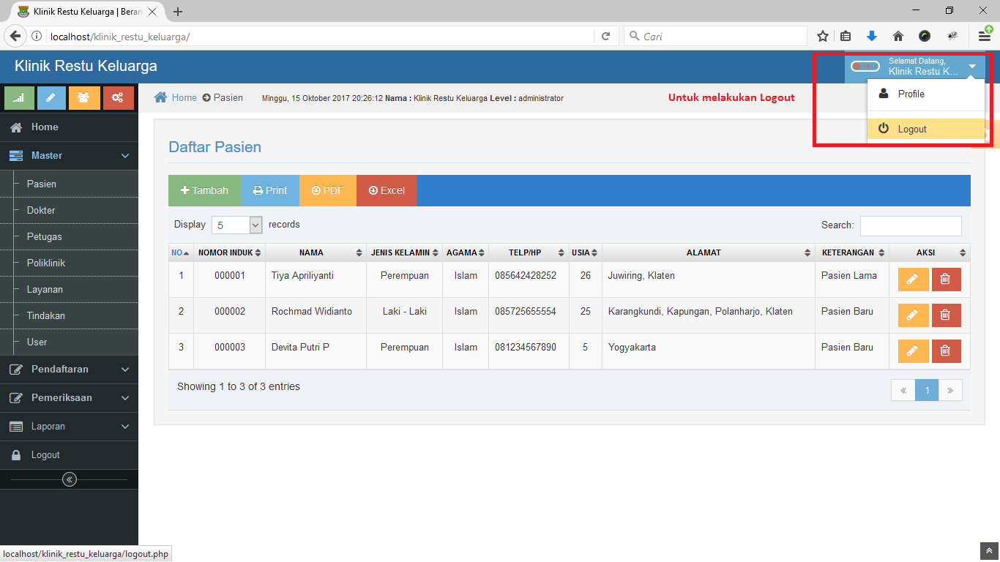 Klinik Restu Keluarga | Beran
localhost/klinik_restu_keluarga/
Cari
Klinik Restu Keluarga
Selamat Datang,
Klinik Restu K...
Profile
Logout
Home Pasien Minggu, 15 Oktober 2017 20:26:12 Nama : Klinik Restu Keluarga Level : administrator
Untuk melakukan Logout
Home
Master
Pasien
Dokter
Petugas
Poliklinik
Layanan
Tindakan
User
Pendaftaran
Pemeriksaan
Laporan
Logout
Daftar Pasien
Tambah Print PDF Excel
Display 5 records Search:
NO NOMOR INDUK NAMA JENIS KELAMIN AGAMA TELP/HP USIA ALAMAT KETERANGAN AKSI
1 000001 Tiya Apriliyanti Perempuan Islam 085642428252 26 Juwiring, Klaten Pasien Lama
2 000002 Rochmad Widianto Laki - Laki Islam 085725655554 25 Karangkundi, Kapungan, Polanharjo, Klaten Pasien Baru
3 000003 Devita Putri P Perempuan Islam 081234567890 5 Yogyakarta Pasien Baru
Showing 1 to 3 of 3 entries « 1 »
localhost/klinik_restu_keluarga/logout.php